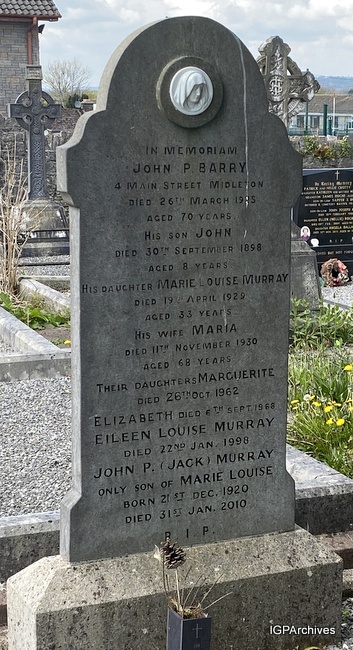 IN MEMORIAM
JOHN P. BARRY
4 MAIN STREET MIDLETON
DIED 26TH MARCH 1925
AGED 70 YEARS.
HIS SON JOHN
DIED 30TH SEPTEMBER 1898
AGED 8 YEARS.
HIS DAUGHTER MARIE LOUISE MURRAY
DIED 19. APRIL 1929
AGED 33 YEARS
HIS WIFE MARIA
DIED 11TH NOVEMBER 1930
AGED 68 YEARS
THEIR DAUGHTERS MARGUERITE
DIED 26TH OCT 1962
ELIZABETH DIED 6TH SEPT. 1968
EILEEN LOUISE MURRAY
DIED 22ND JAN. 1998
JOHN P. (JACK) MURRAY
ONLY SON OF MARIE LOUISE
BORN 21ST DEC. 1920
DIED 31ST JAN. 2010
R. I. P.
IGPArchives